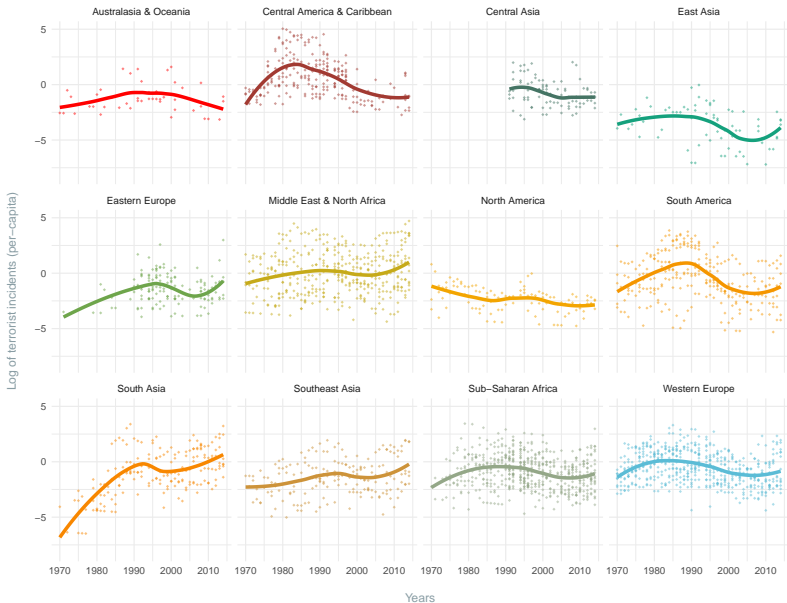 Australasia & Oceania
Central America & Caribbean
Central Asia
East Asia
5
0
−5
Eastern Europe
Middle East & North Africa
North America
South America
5
0
−5
Log of terrorist incidents (per−capita)
South Asia
Southeast Asia
Sub−Saharan Africa
Western Europe
5
0
−5
1970 1980 1990 2000 2010 1970 1980 1990 2000 2010 1970 1980 1990 2000 2010 1970 1980 1990 2000 2010
Years